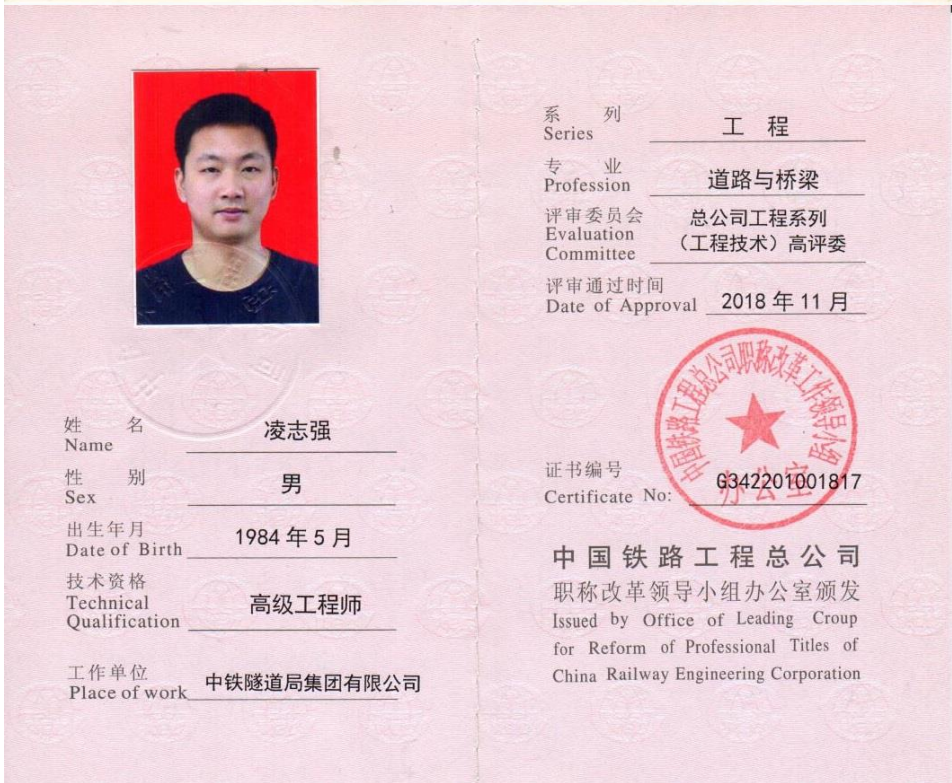 姓 名
Name
凌志强
性 别
Sex
男
出生年月
Date of Birth
1984 年 5 月
技术资格
Technical
Qualification
高级工程师
工作单位
Place of work
中铁隧道局集团有限公司
系 列
Series
工 程
专 业
Profession
道路与桥梁
评审委员会
Evaluation
Committee
总公司工程系列
（工程技术）高评委
评审通过时间
Date of Approval
2018 年 11 月
中国铁路工程总公司职称改革工作领导小组
办公室
证书编号
Certificate No:
G342201001817
中国铁路工程总公司
职称改革领导小组办公室颁发
Issued by Office of Leading Croup
for Reform of Professional Titles of
China Railway Engineering Corporation